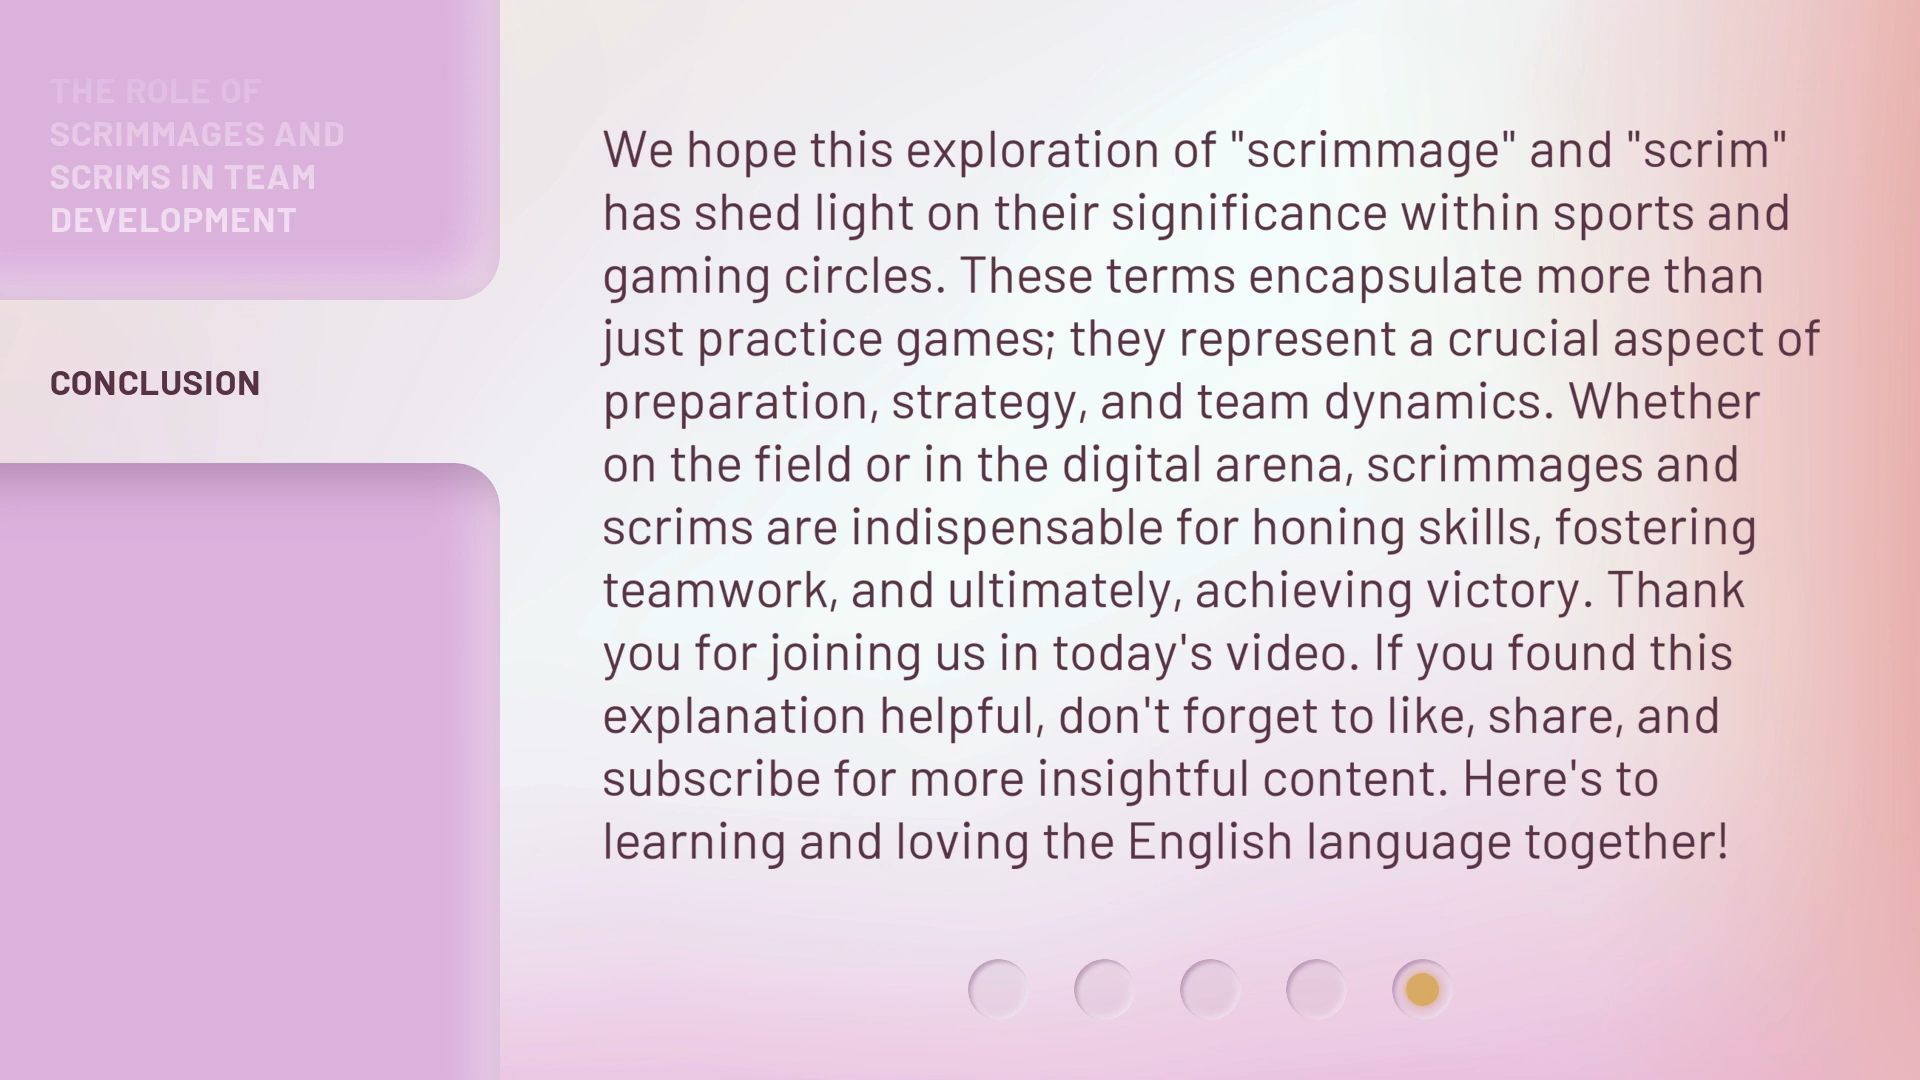 THE ROLE OF
SCRIMMAGES AND
SCRIMS IN TEAM
DEVELOPMENT
CONCLUSION
We hope this exploration of "scrimmage" and "scrim"
has shed light on their significance within sports and
gaming circles. These terms encapsulate more than
just practice games; they represent a crucial aspect of
preparation, strategy, and team dynamics. Whether
on the field or in the digital arena, scrimmages and
scrims are indispensable for honing skills, fostering
teamwork, and ultimately, achieving victory. Thank
you for joining us in today's video. If you found this
explanation helpful, don't forget to like, share, and
subscribe for more insightful content. Here's to
learning and loving the English language together!